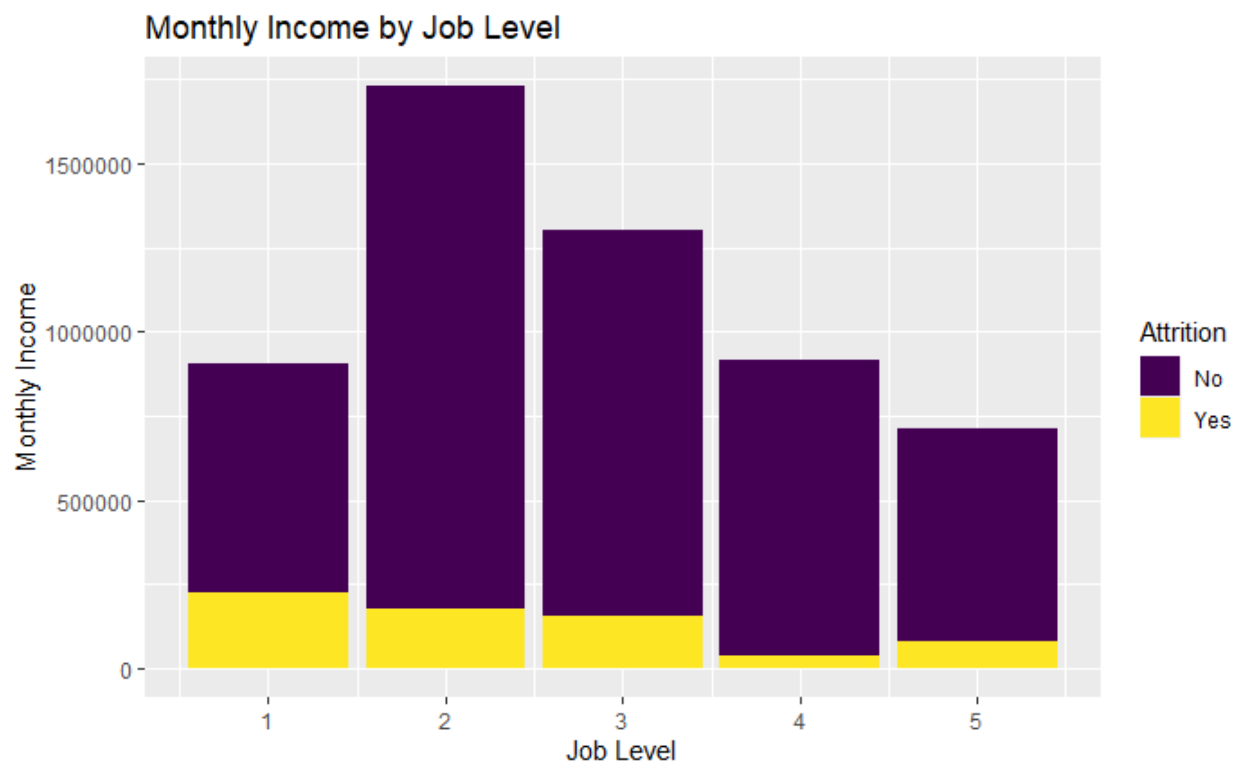 Monthly Income by Job Level
Monthly Income
1500000
1000000
500000
0
1 2 3 4 5
Job Level
Attrition
No
Yes